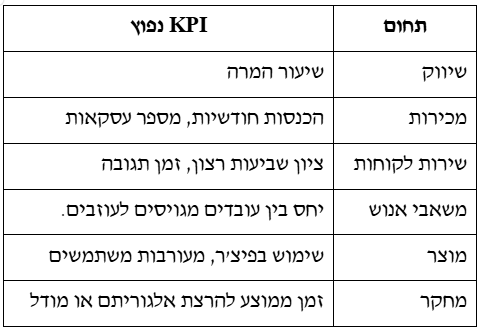 תחום KPI נפוץ
שיווק שיעור המרה
מכירות הכנסות חודשיות, מספר עסקאות
שירות לקוחות ציון שביעות רצון, זמן תגובה
משאבי אנוש יחס בין עובדים מגויסים לעוזבים.
מוצר שימוש בפיצ׳ר, מעורבות משתמשים
מחקר זמן ממוצע להרצת אלגוריתם או מודל